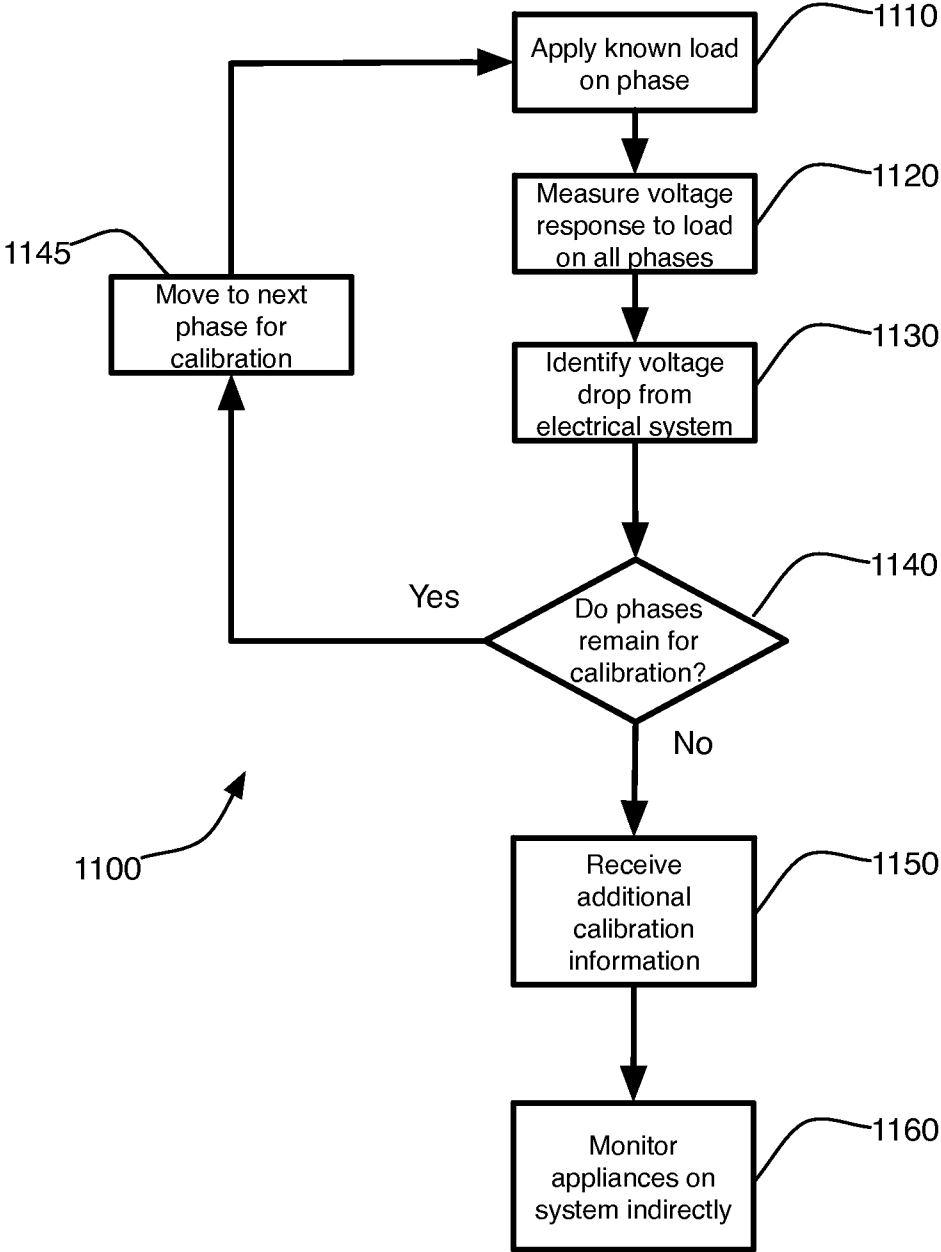 1110
Apply known load
on phase
1120
Measure voltage
response to load
on all phases
1145
Move to next
phase for
calibration
1130
Identify voltage
drop from
electrical system
1140
Yes
Do phases
remain for
calibration?
No
1100
1150
Receive
additional
calibration
information
1160
Monitor
appliances on
system indirectly